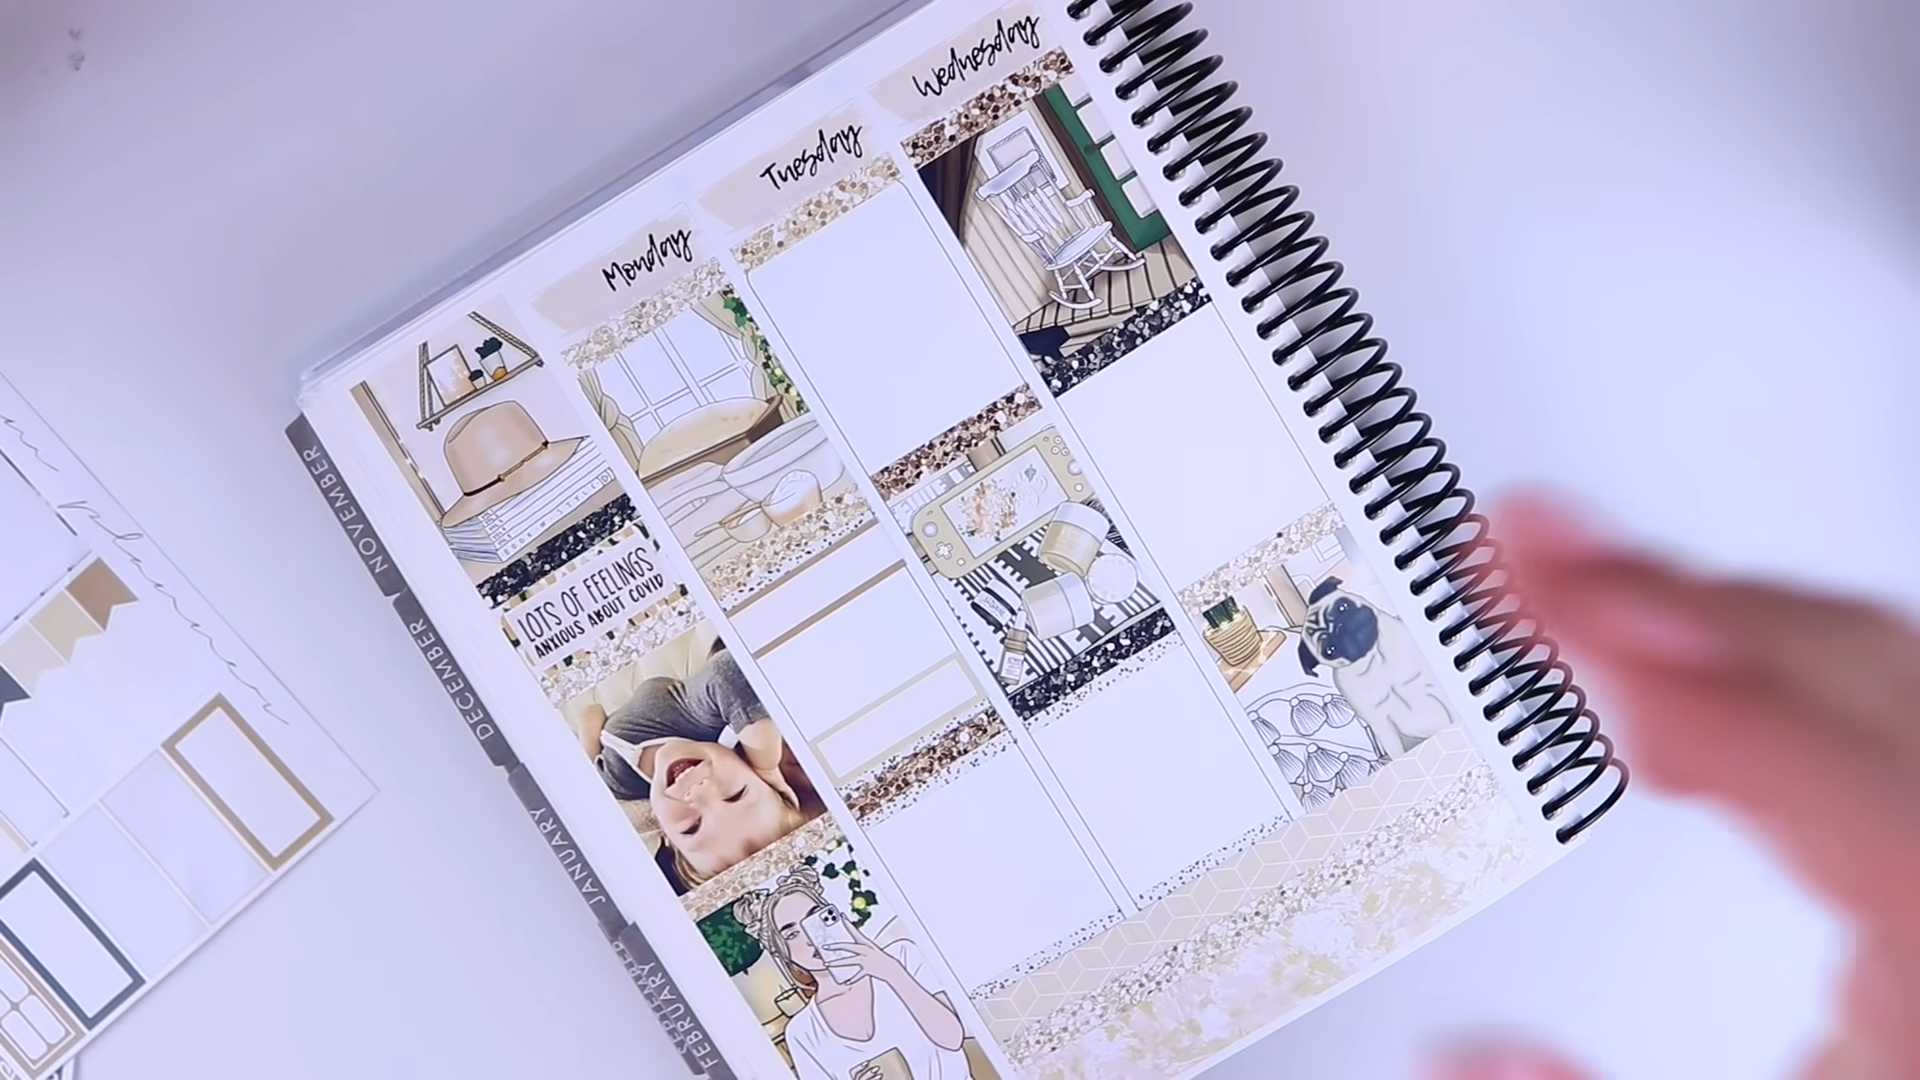 Monday
Tuesday
Wednesday
LOTS OF FEELINGS
ANXIOUS ABOUT COVID
NOVEMBER
DECEMBER
JANUARY
FEBRUARY